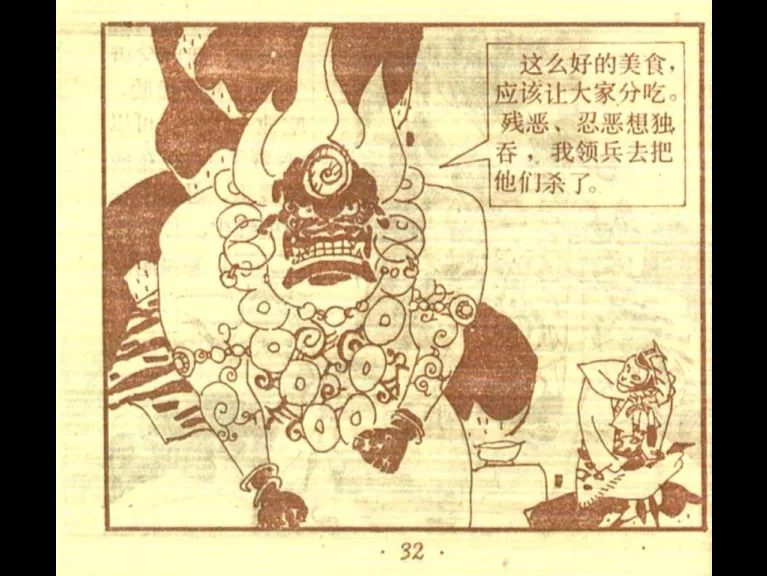 这么好的美食，
应该让大家分吃。
残恶、忍恶想独
吞，我领兵去把
他们杀了。
· 32 ·